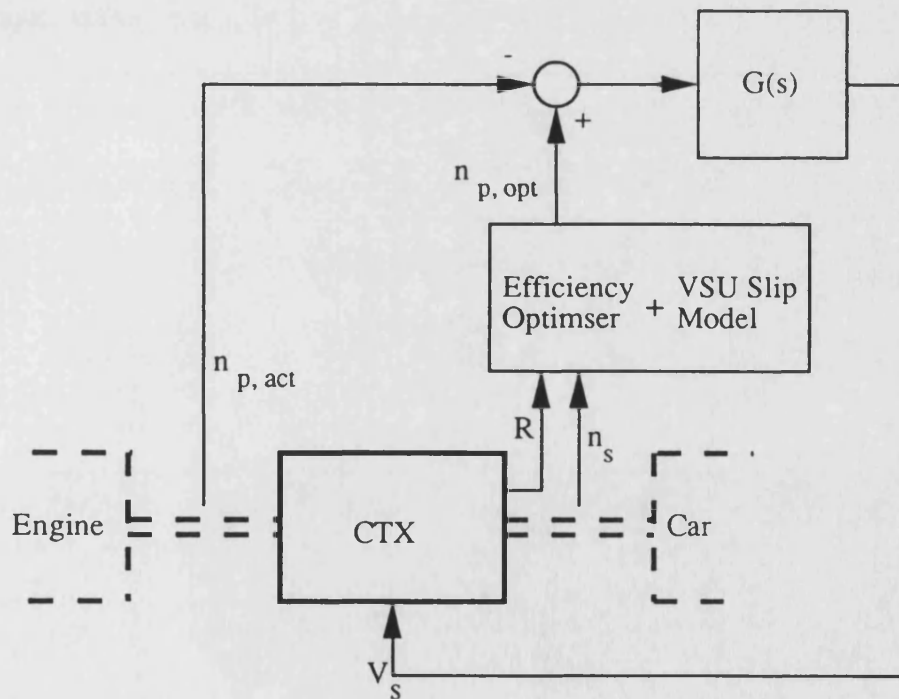 -
G(s)
+
n p, opt
Efficiency + VSU Slip
Optimser Model
n p, act
R
n s
Engine
CTX
Car
V s